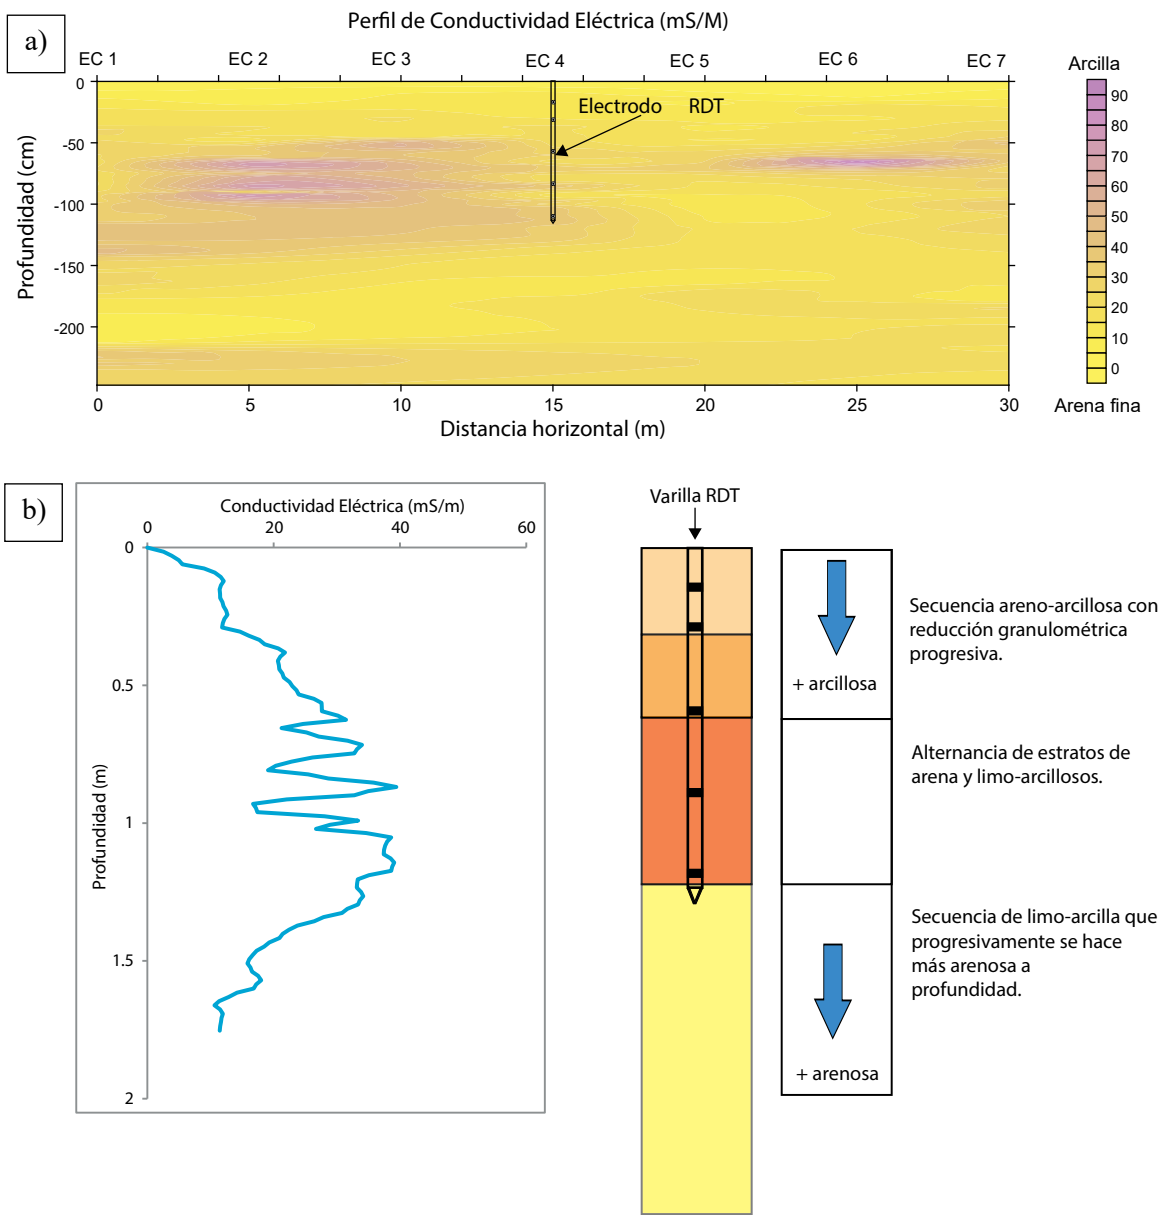 a)
Perfil de Conductividad Eléctrica (mS/M)
EC 1 EC 2 EC 3 EC 4 EC 5 EC 6 EC 7
Electrodo RDT
Profundidad (cm)
0
-50
-100
-150
-200
0 5 10 15 20 25 30
Distancia horizontal (m)
Arcilla
90
80
70
60
50
40
30
20
10
0
Arena fina
b)
Conductividad Eléctrica (mS/m)
0 20 40 60
Profundidad (m)
0
0.5
1
1.5
2
Varilla RDT
+ arcillosa
Secuencia areno-arcillosa con
reducción granulométrica
progresiva.
Alternancia de estratos de
arena y limo-arcillosos.
Secuencia de limo-arcilla que
progresivamente se hace
más arenosa a
profundidad.
+ arenosa